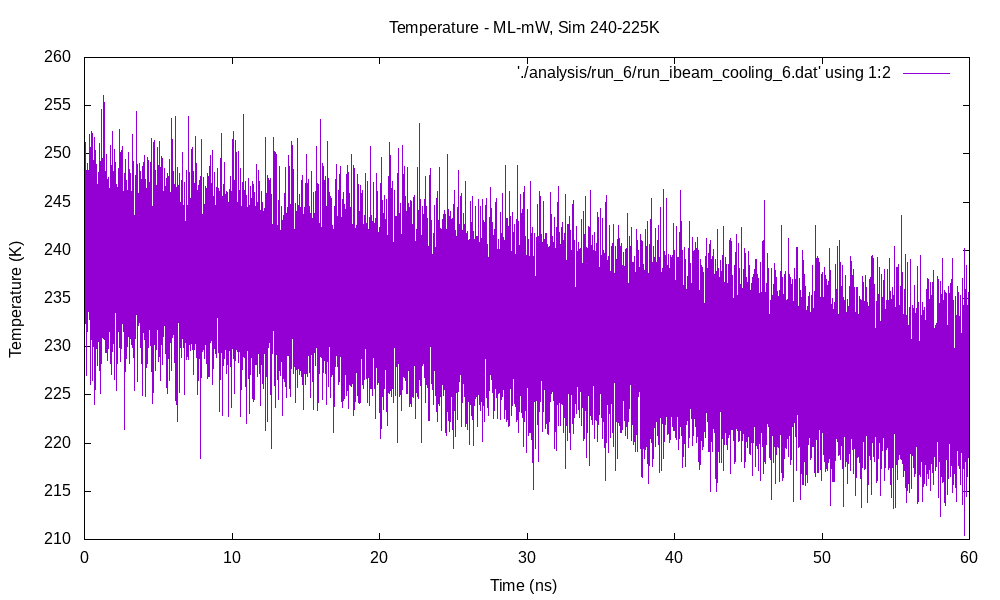 Temperature - ML-mW, Sim 240-225K
'./analysis/run_6/run_ibeam_cooling_6.dat' using 1:2
Temperature (K)
260
255
250
245
240
235
230
225
220
215
210
0 10 20 30 40 50 60
Time (ns)